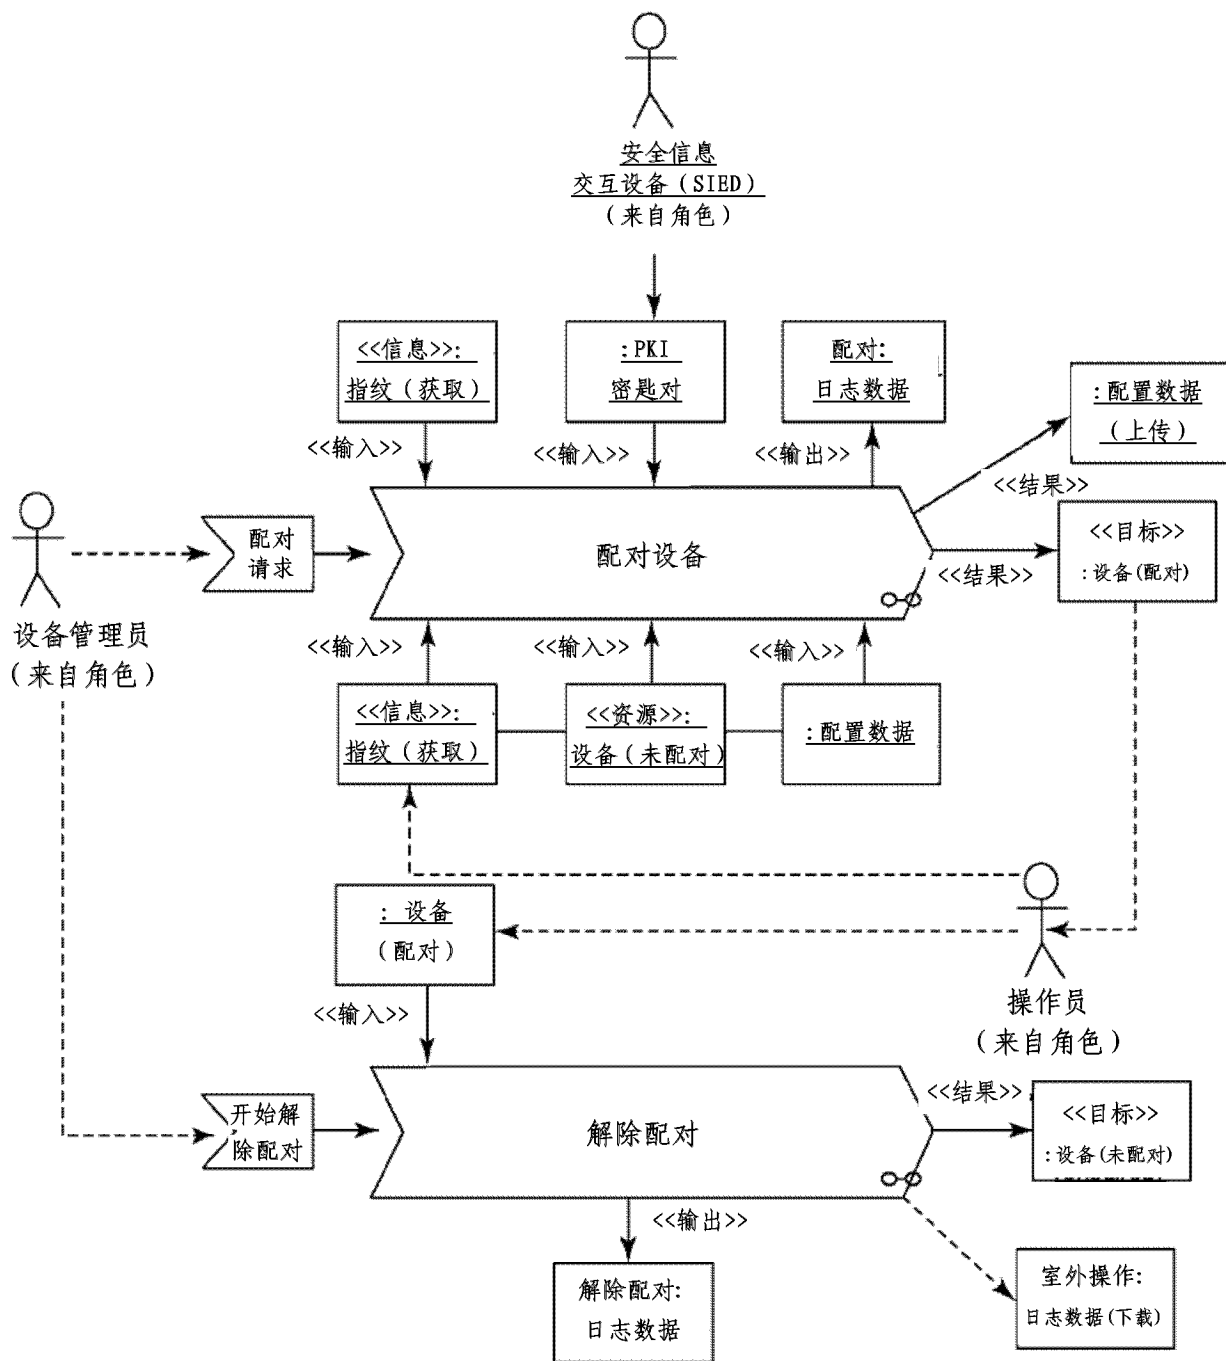 安全信息
交互设备(SIED)
(来自角色)
<<信息>>:
指纹(获取)
:PKI
密匙对
配对:
日志数据
:配置数据
(上传)
<<输入>>
<<输入>>
<<输出>>
<<结果>>
配对
请求
配对设备
<<目标>>
:设备(配对)
<<结果>>
设备管理员
(来自角色)
<<输入>>
<<输入>>
<<输入>>
<<信息>>:
指纹(获取)
<<资源>>:
设备(未配对)
:配置数据
: 设备
(配对)
操作员
(来自角色)
<<输入>>
开始解
除配对
解除配对
<<结果>>
<<目标>>
:设备(未配对)
<<输出>>
解除配对:
日志数据
室外操作:
日志数据(下载)